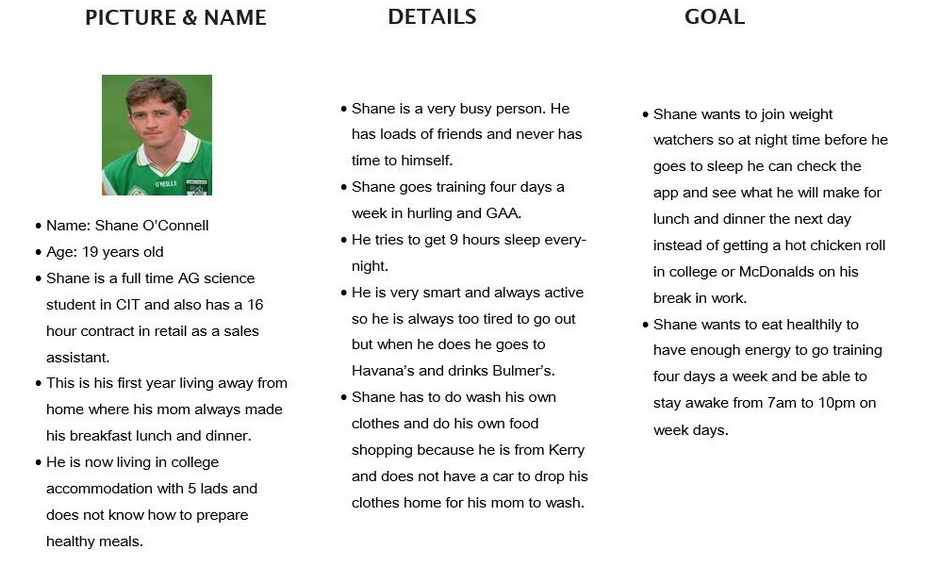 PICTURE & NAME
O'NEILLS
• Name: Shane O’Connell
• Age: 19 years old
• Shane is a full time AG science
student in CIT and also has a 16
hour contract in retail as a sales
assistant.
• This is his first year living away from
home where his mom always made
his breakfast lunch and dinner.
• He is now living in college
accommodation with 5 lads and
does not know how to prepare
healthy meals.
DETAILS
• Shane is a very busy person. He
has loads of friends and never has
time to himself.
• Shane goes training four days a
week in hurling and GAA.
• He tries to get 9 hours sleep every-
night.
• He is very smart and always active
so he is always too tired to go out
but when he does he goes to
Havana’s and drinks Bulmer’s.
• Shane has to do wash his own
clothes and do his own food
shopping because he is from Kerry
and does not have a car to drop his
clothes home for his mom to wash.
GOAL
• Shane wants to join weight
watchers so at night time before he
goes to sleep he can check the
app and see what he will make for
lunch and dinner the next day
instead of getting a hot chicken roll
in college or McDonalds on his
break in work.
• Shane wants to eat healthily to
have enough energy to go training
four days a week and be able to
stay awake from 7am to 10pm on
week days.